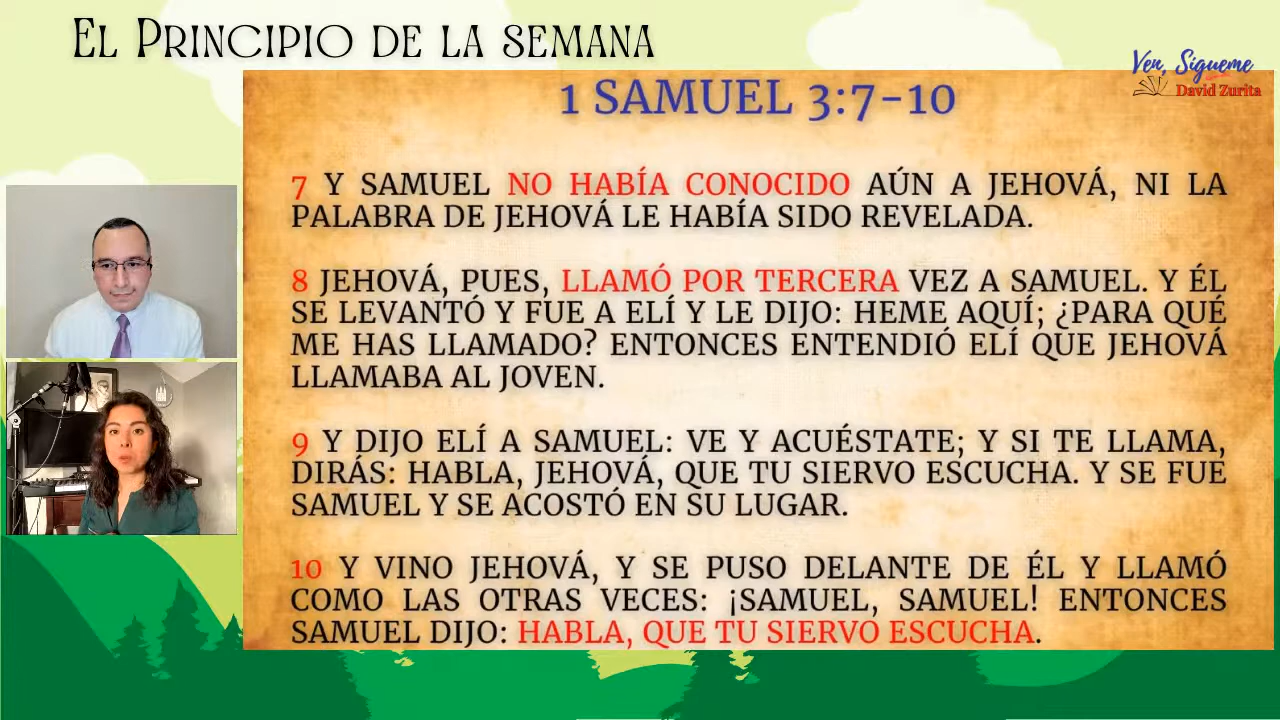 El Principio de la semana
Ven, Sígueme
David Zurita
1 SAMUEL 3:7-10
7 Y SAMUEL NO HABÍA CONOCIDO AÚN A JEHOVÁ, NI LA
PALABRA DE JEHOVÁ LE HABÍA SIDO REVELADA.
8 JEHOVÁ, PUES, LLAMÓ POR TERCERA VEZ A SAMUEL. Y ÉL
SE LEVANTÓ Y FUE A ELÍ Y LE DIJO: HEME AQUÍ; ¿PARA QUÉ
ME HAS LLAMADO? ENTONCES ENTENDIÓ ELÍ QUE JEHOVÁ
LLAMABA AL JOVEN.
9 Y DIJO ELÍ A SAMUEL: VE Y ACUÉSTATE; Y SI TE LLAMA,
DIRÁS: HABLA, JEHOVÁ, QUE TU SIERVO ESCUCHA. Y SE FUE
SAMUEL Y SE ACOSTÓ EN SU LUGAR.
10 Y VINO JEHOVÁ, Y SE PUSO DELANTE DE ÉL Y LLAMÓ
COMO LAS OTRAS VECES: ¡SAMUEL, SAMUEL! ENTONCES
SAMUEL DIJO: HABLA, QUE TU SIERVO ESCUCHA.